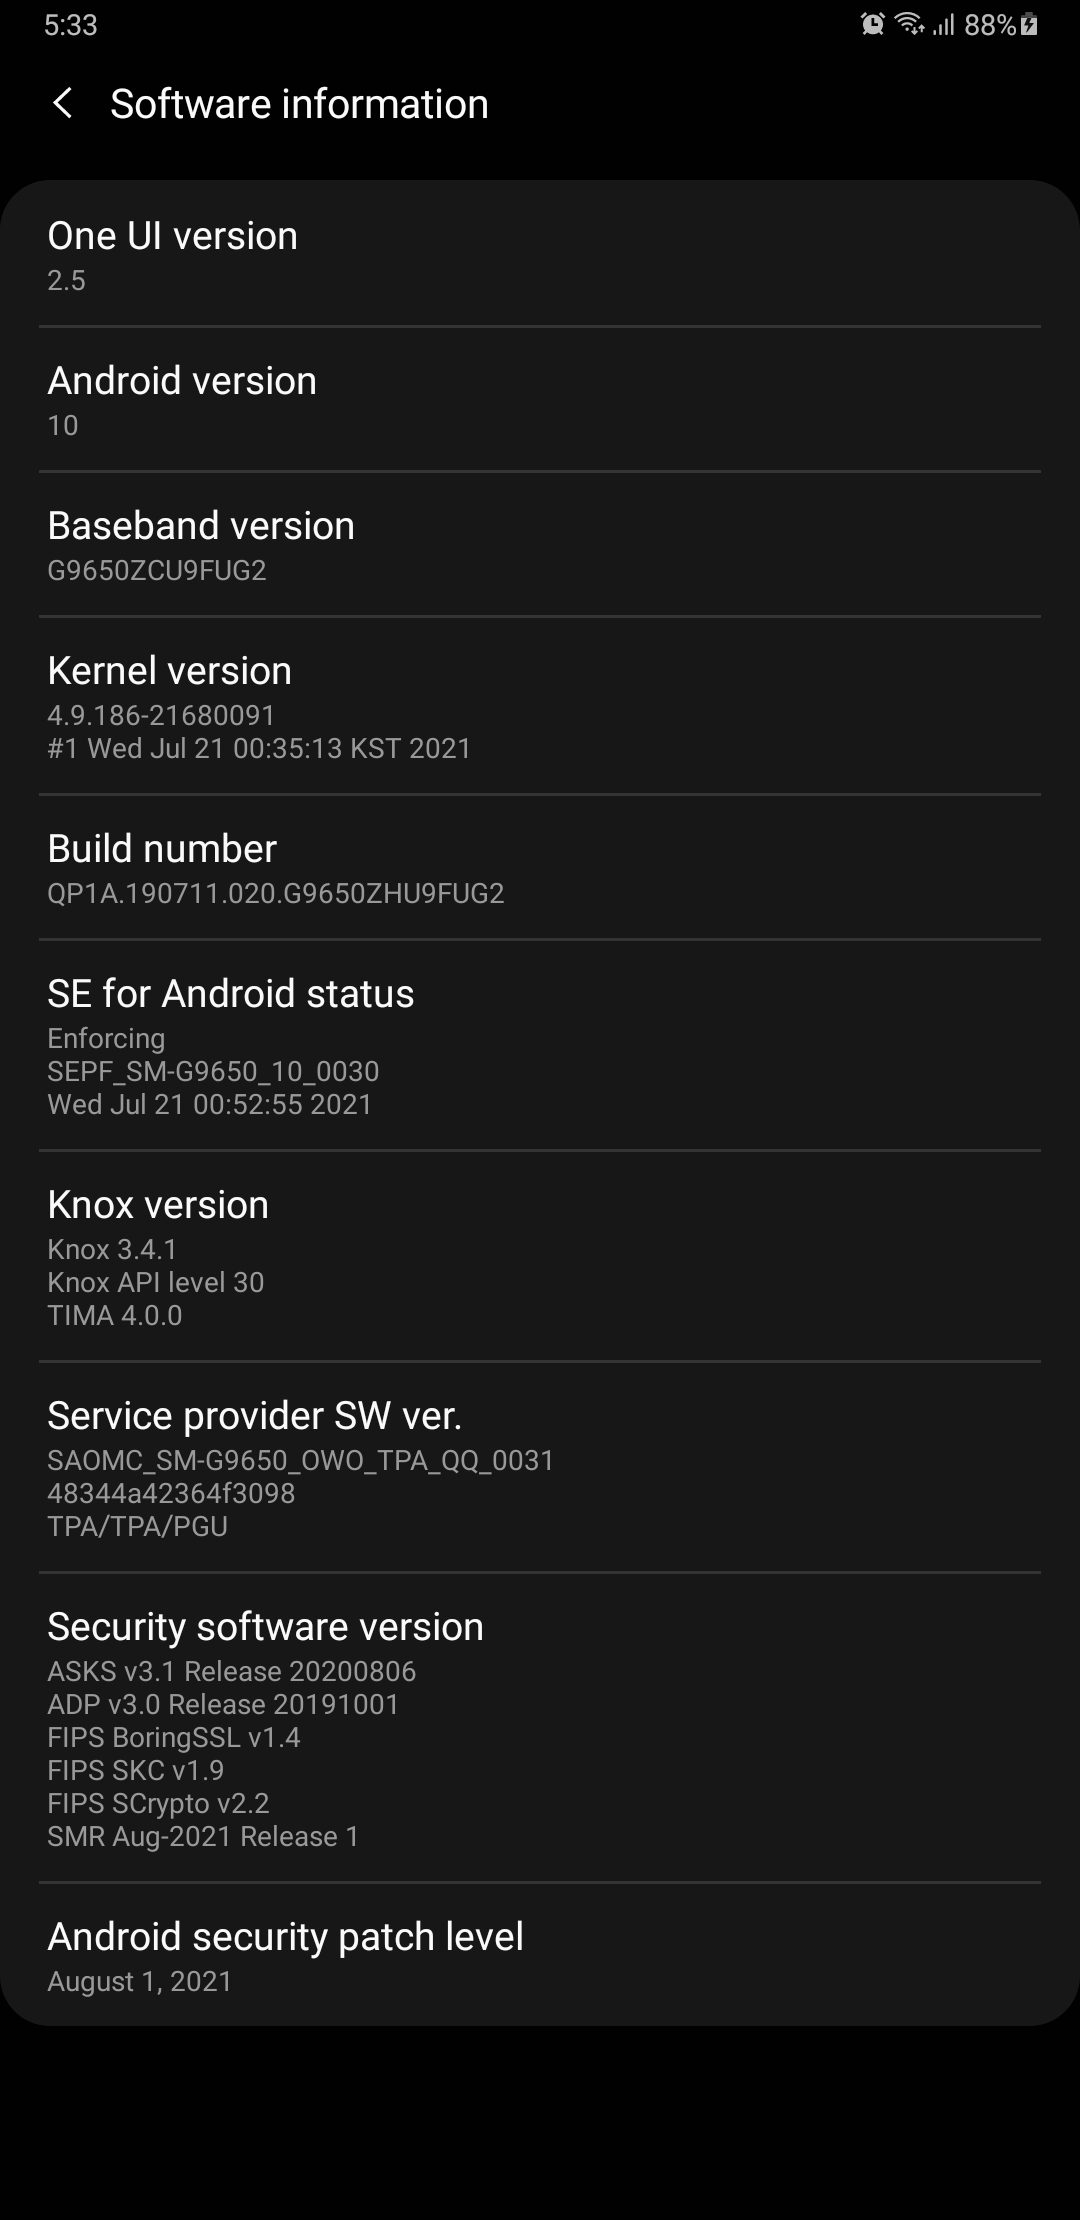 5:33 88%
Software information
One UI version
2.5
Android version
10
Baseband version
G9650ZCU9FUG2
Kernel version
4.9.186-21680091
#1 Wed Jul 21 00:35:13 KST 2021
Build number
QP1A.190711.020.G9650ZHU9FUG2
SE for Android status
Enforcing
SEPF_SM-G9650_10_0030
Wed Jul 21 00:52:55 2021
Knox version
Knox 3.4.1
Knox API level 30
TIMA 4.0.0
Service provider SW ver.
SAOMC_SM-G9650_OWO_TPA_QQ_0031
48344a42364f3098
TPA/TPA/PGU
Security software version
ASKS v3.1 Release 20200806
ADP v3.0 Release 20191001
FIPS BoringSSL v1.4
FIPS SKC v1.9
FIPS SCrypto v2.2
SMR Aug-2021 Release 1
Android security patch level
August 1, 2021